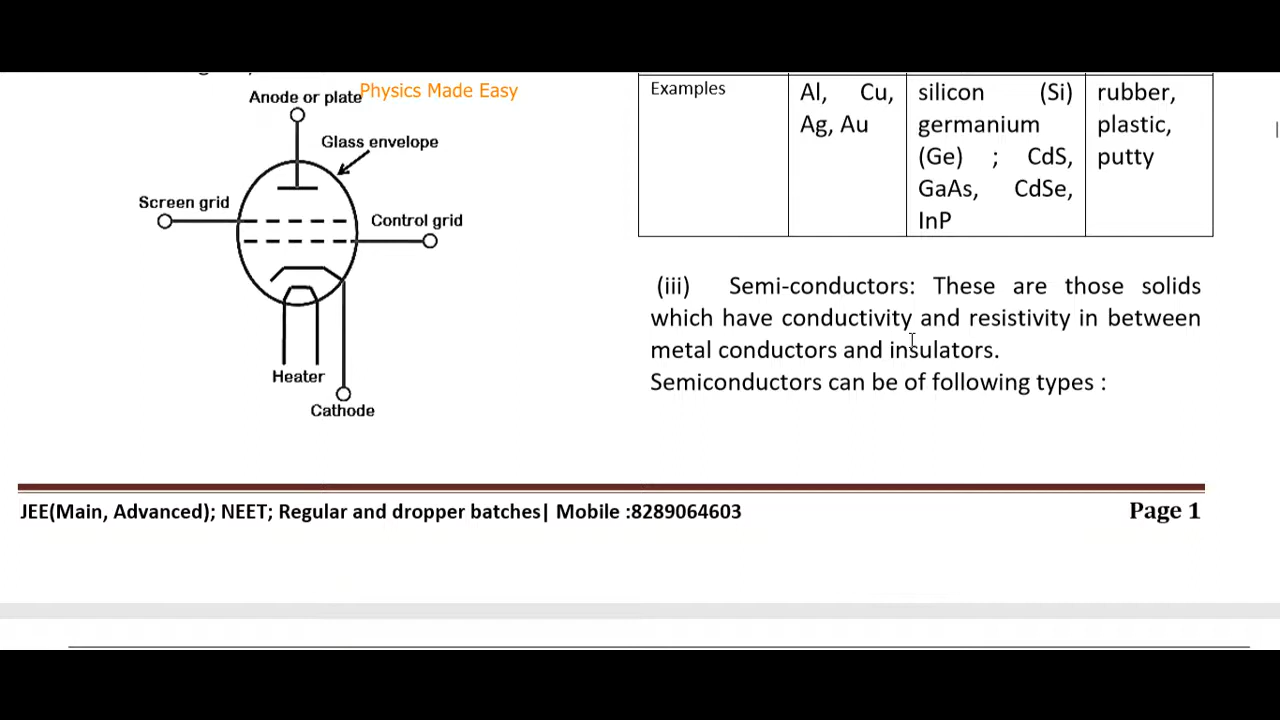 Physics Made Easy
Anode or plate
Glass envelope
Screen grid
Control grid
Heater
Cathode
Examples
Al, Cu,
Ag, Au
silicon (Si)
germanium
(Ge) ; CdS,
GaAs, CdSe,
InP
rubber,
plastic,
putty
(iii) Semi-conductors: These are those solids
which have conductivity and resistivity in between
metal conductors and insulators.
Semiconductors can be of following types :
JEE(Main, Advanced); NEET; Regular and dropper batches| Mobile :8289064603
Page 1